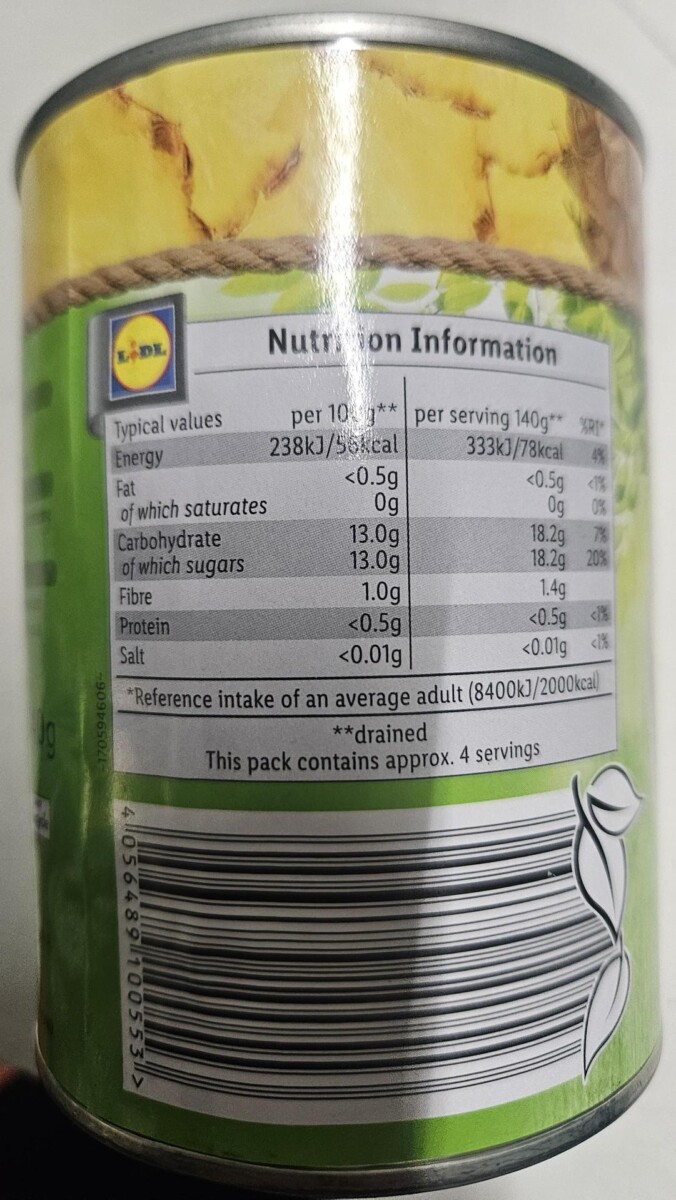 LIDL
Nutrition Information
Typical values per 100g** per serving 140g** %RI*
Energy 238kJ/56kcal 333kJ/78kcal 4%
Fat <0.5g <0.5g <1%
of which saturates 0g 0g 0%
Carbohydrate 13.0g 18.2g 7%
of which sugars 13.0g 18.2g 20%
Fibre 1.0g 1.4g
Protein <0.5g <0.5g <1%
Salt <0.01g <0.01g <1%
*Reference intake of an average adult (8400kJ/2000kcal)
**drained
This pack contains approx. 4 servings
-170594606-
4 056489 100553 >